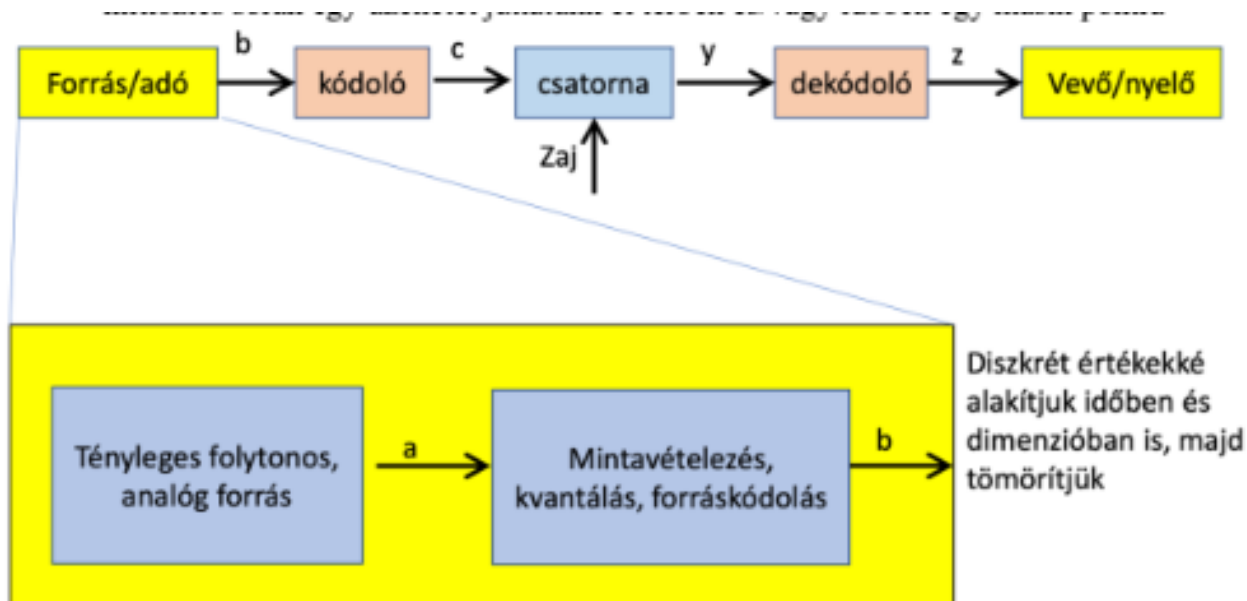 b
c
y
z
Forrás/adó
kódoló
csatorna
dekódoló
Vevő/nyelő
Zaj
Tényleges folytonos,
analóg forrás
a
Mintavételezés,
kvantálás, forráskódolás
b
Diszkrét értékekké
alakítjuk időben és
dimenzióban is, majd
tömörítjük